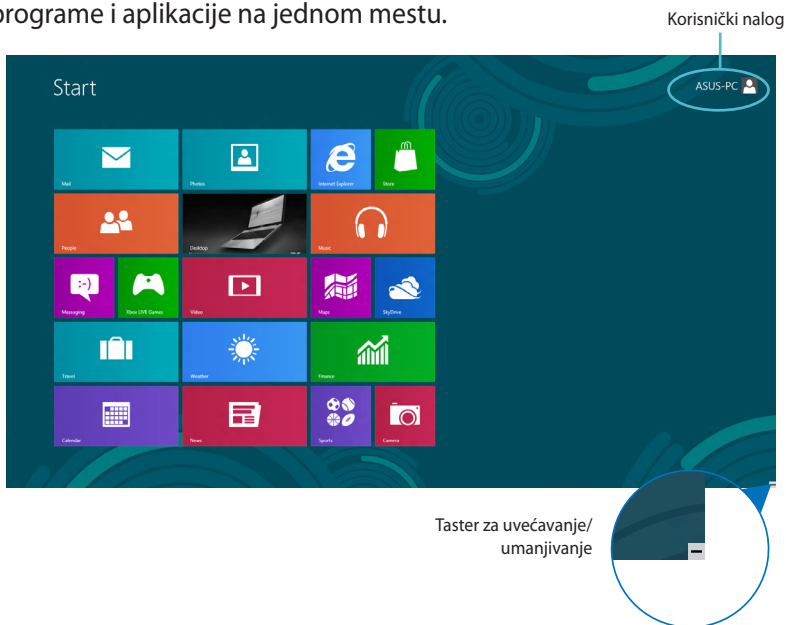 programe i aplikacije na jednom mestu.
Korisnički nalog
Start
ASUS-PC
Mail
Photos
Internet Explorer
Store
People
Desktop
Music
:-)
Messaging
Xbox LIVE Games
Video
Maps
SkyDrive
Travel
Weather
Finance
Calendar
News
Sports
Camera
Taster za uvećavanje/
umanjivanje